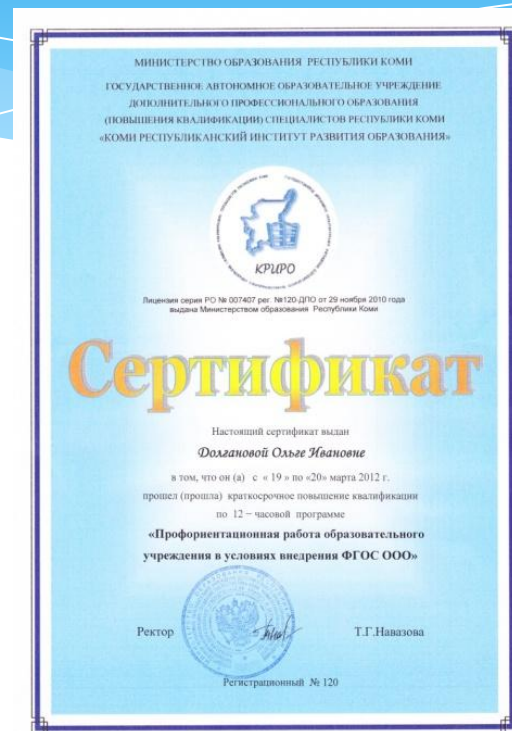 МИНИСТЕРСТВО ОБРАЗОВАНИЯ РЕСПУБЛИКИ КОМИ
ГОСУДАРСТВЕННОЕ АВТОНОМНОЕ ОБРАЗОВАТЕЛЬНОЕ УЧРЕЖДЕНИЕ
ДОПОЛНИТЕЛЬНОГО ПРОФЕССИОНАЛЬНОГО ОБРАЗОВАНИЯ
(ПОВЫШЕНИЯ КВАЛИФИКАЦИИ) СПЕЦИАЛИСТОВ РЕСПУБЛИКИ КОМИ
«КОМИ РЕСПУБЛИКАНСКИЙ ИНСТИТУТ РАЗВИТИЯ ОБРАЗОВАНИЯ»
КРИРО
Лицензия серия РО № 007407 рег. №120-ДПО от 29 ноября 2010 года
выдана Министерством образования Республики Коми
Сертификат
Настоящий сертификат выдан
Долгановой Ольге Ивановне
в том, что он (а) с « 19 » по «20» марта 2012 г.
прошел (прошла) краткосрочное повышение квалификации
по 12 – часовой программе
«Профориентационная работа образовательного
учреждения в условиях внедрения ФГОС ООО»
Ректор Т.Г.Навазова
Регистрационный № 120